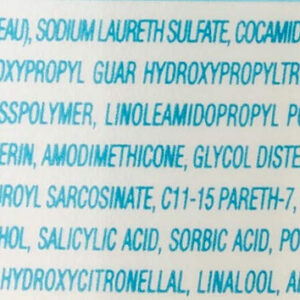 EAU), SODIUM LAURETH SULFATE, COCAMID
OXYPROPYL GUAR HYDROXYPROPYLTR
SSPOLYMER, LINOLEAMIDOPROPYL P
ERIN, AMODIMETHICONE, GLYCOL DISTE
UROYL SARCOSINATE, C11-15 PARETH-7,
HOL, SALICYLIC ACID, SORBIC ACID, PO
HYDROXYCITRONELLAL, LINALOOL, A